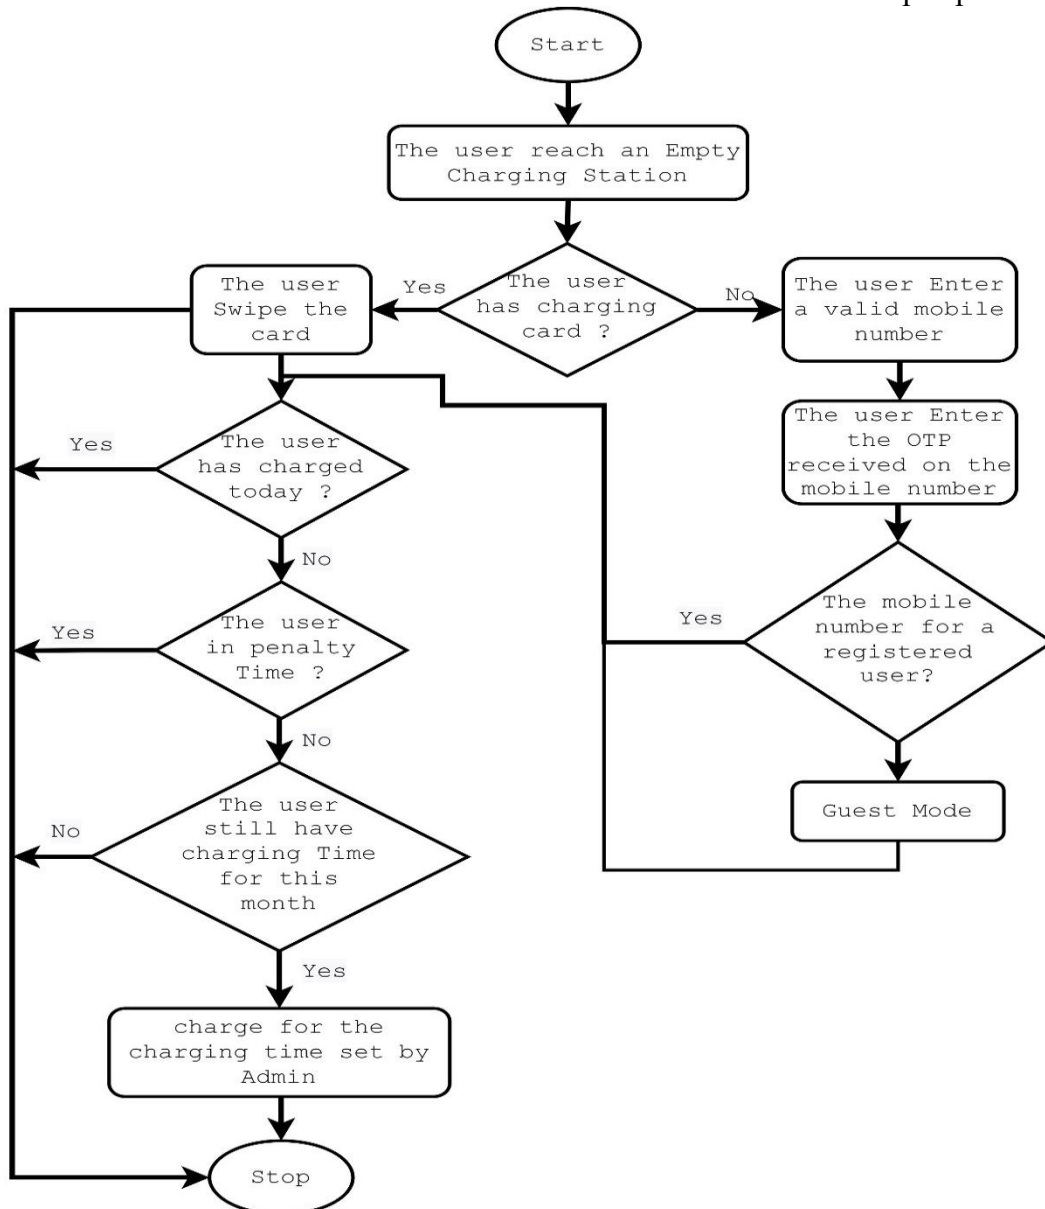 Start
The user reach an Empty
Charging Station
The user
has charging
card ?
Yes
No
The user
Swipe the
card
The user Enter
a valid mobile
number
The user Enter
the OTP
received on the
mobile number
The user
has charged
today ?
Yes
No
The mobile
number for a
registered
user?
Yes
The user
in penalty
Time ?
Yes
No
Guest Mode
The user
still have
charging Time
for this
month
No
Yes
charge for the
charging time set by
Admin
Stop